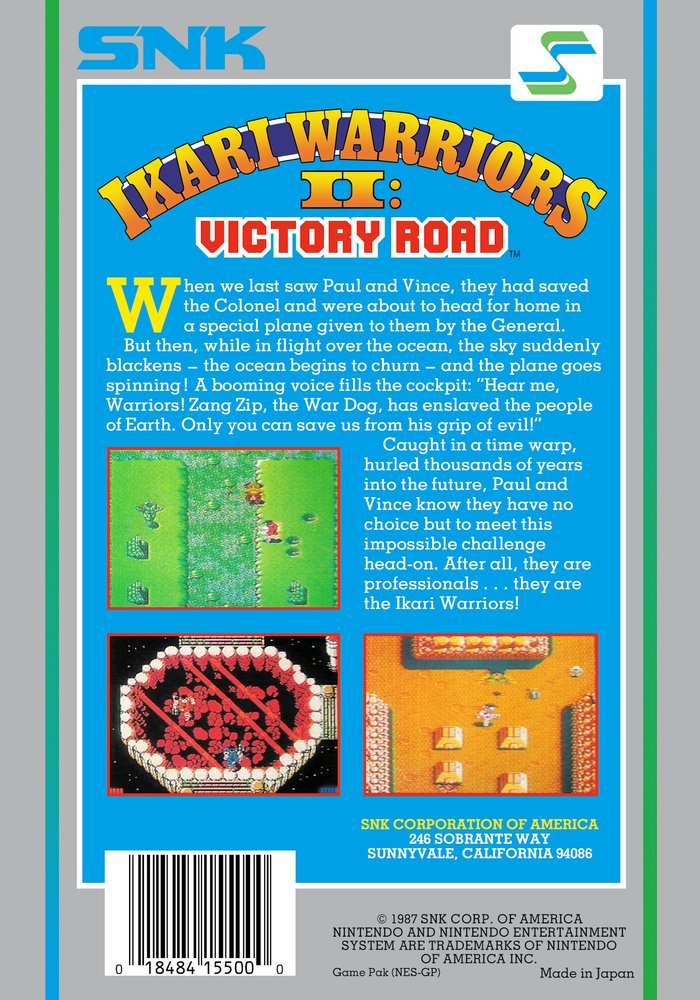 SNK
IKARI WARRIORS
II:
VICTORY ROAD™
When we last saw Paul and Vince, they had saved
the Colonel and were about to head for home in
a special plane given to them by the General.
But then, while in flight over the ocean, the sky suddenly
blackens – the ocean begins to churn – and the plane goes
spinning! A booming voice fills the cockpit: "Hear me,
Warriors! Zang Zip, the War Dog, has enslaved the people
of Earth. Only you can save us from his grip of evil!"
Caught in a time warp,
hurled thousands of years
into the future, Paul and
Vince know they have no
choice but to meet this
impossible challenge
head-on. After all, they are
professionals . . . they are
the Ikari Warriors!
SNK CORPORATION OF AMERICA
246 SOBRANTE WAY
SUNNYVALE, CALIFORNIA 94086
0 18484 15500 0
© 1987 SNK CORP. OF AMERICA
NINTENDO AND NINTENDO ENTERTAINMENT
SYSTEM ARE TRADEMARKS OF NINTENDO
OF AMERICA INC.
Game Pak (NES-GP)
Made in Japan